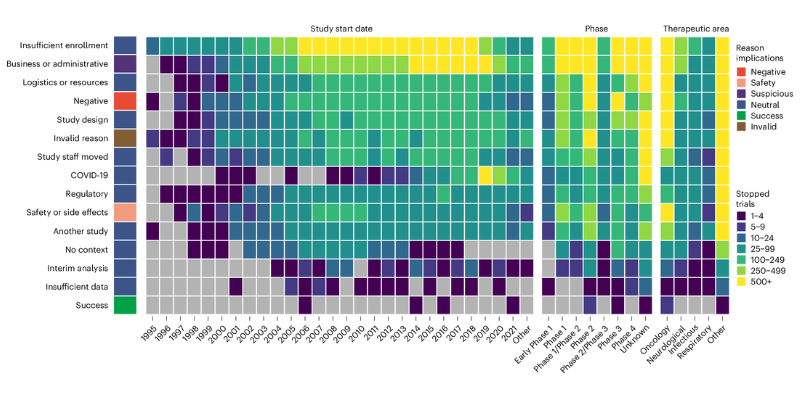 Study start date
Phase
Therapeutic area
Insufficient enrollment
Business or administrative
Logistics or resources
Negative
Study design
Invalid reason
Study staff moved
COVID-19
Regulatory
Safety or side effects
Another study
No context
Interim analysis
Insufficient data
Success
Reason
implications
Negative
Safety
Suspicious
Neutral
Success
Invalid
Stopped
trials
1–4
5–9
10–24
25–99
100–249
250–499
500+
1995
1996
1997
1998
1999
2000
2001
2002
2003
2004
2005
2006
2007
2008
2009
2010
2011
2012
2013
2014
2015
2016
2017
2018
2019
2020
2021
Other
Early Phase 1
Phase 1
Phase 1/Phase 2
Phase 2
Phase 2/Phase 3
Phase 3
Phase 4
Unknown
Oncology
Neurological
Infectious
Respiratory
Other